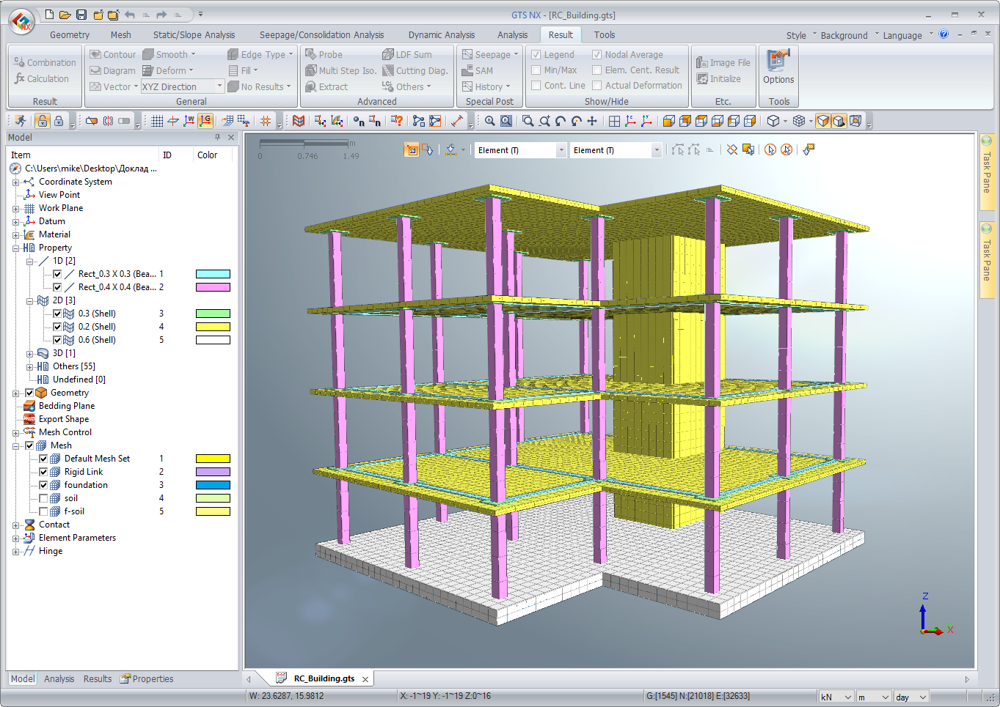 GTS NX - [RC_Building.gts]
Geometry Mesh Static/Slope Analysis Seepage/Consolidation Analysis Dynamic Analysis Analysis Result Tools Style Background Language
Combination
Calculation
Result
Contour Smooth Edge Type
Diagram Deform Fill
Vector XYZ Direction No Results
General
Probe LDF Sum
Multi Step Iso. Cutting Diag.
Extract Others
Advanced
Seepage
SAM
History
Special Post
Legend Nodal Average
Min/Max Elem. Cent. Result
Cont. Line Actual Deformation
Show/Hide
Image File
Initialize
Etc.
Options
Tools
Model
Item ID Color
C:\Users\mike\Desktop\Доклад ...
Coordinate System
View Point
Work Plane
Datum
Material
Property
1D [2]
Rect_0.3 X 0.3 (Bea... 1
Rect_0.4 X 0.4 (Bea... 2
2D [3]
0.3 (Shell) 3
0.2 (Shell) 4
0.6 (Shell) 5
3D [1]
Others [55]
Undefined [0]
Geometry
Bedding Plane
Export Shape
Mesh Control
Mesh
Default Mesh Set 1
Rigid Link 2
foundation 3
soil 4
f-soil 5
Contact
Element Parameters
Hinge
Model Analysis Results Properties
m
0 0.746 1.49
Element (T) Element (T)
Task Pane
Task Pane
Z
X
RC_Building.gts
W: 23.6287, 15.9812 X: -1~19 Y: -1~19 Z:0~16 G:[1545] N:[21018] E:[32633] kN m day